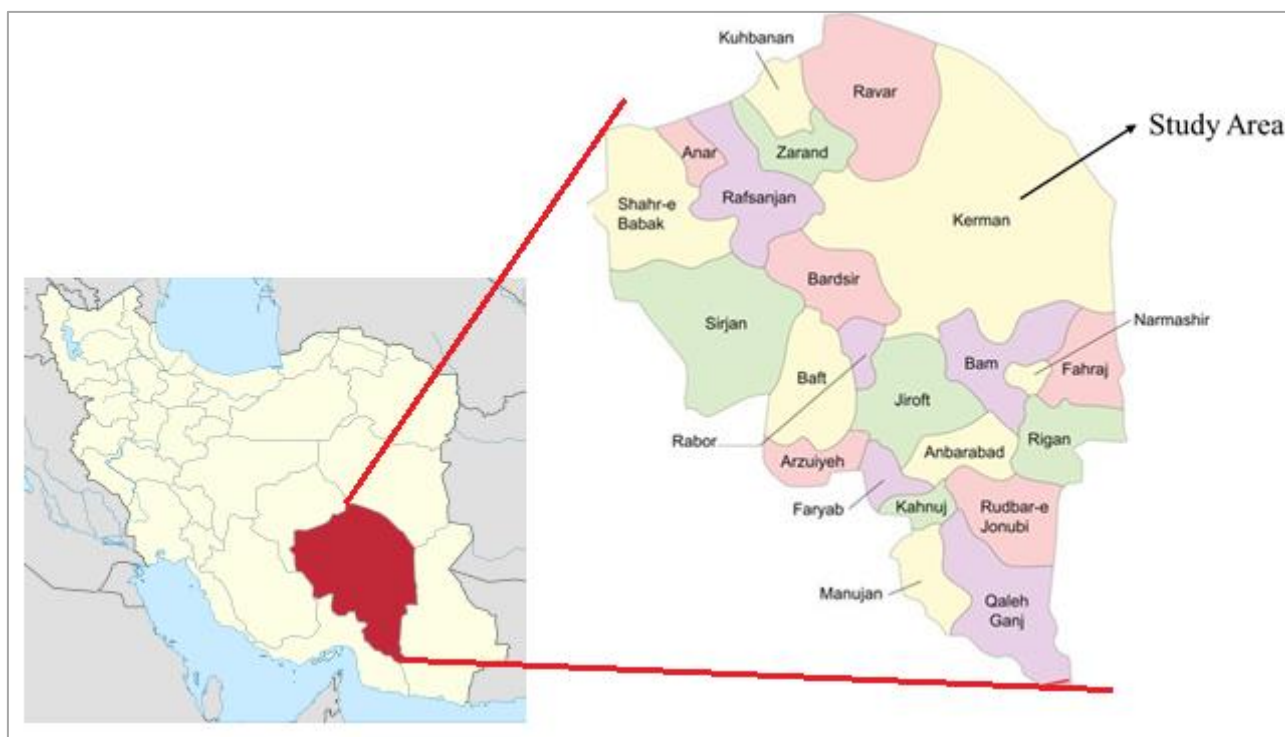 Kuhbanan
Ravar
Study Area
Anar
Zarand
Rafsanjan
Shahr-e
Babak
Kerman
Bardsir
Sirjan
Narmashir
Bam
Fahraj
Baft
Jiroft
Rabor
Rigan
Anbarabad
Arzuiyeh
Faryab
Kahnuj
Rudbar-e
Jonubi
Manujan
Qaleh
Ganj